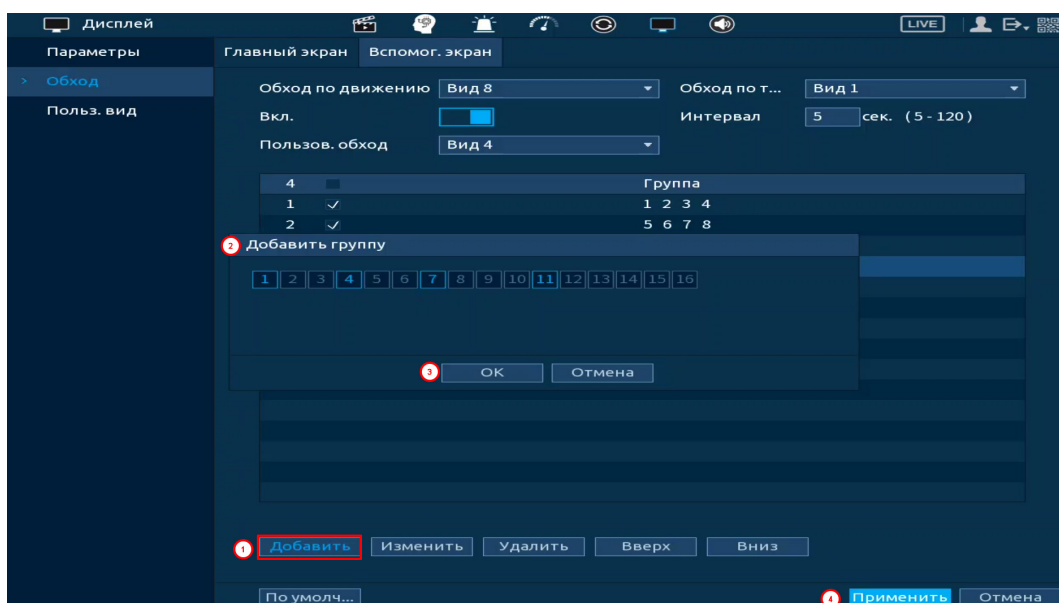 Дисплей LIVE
Параметры Главный экран Вспомог. экран
> Обход Обход по движению Вид 8 Обход по т... Вид 1
Польз. вид Вкл. Интервал 5 сек. ( 5 - 120 )
Пользов. обход Вид 4
4 Группа
1 1 2 3 4
2 5 6 7 8
2 Добавить группу
1 2 3 4 5 6 7 8 9 10 11 12 13 14 15 16
3 OK Отмена
1 Добавить Изменить Удалить Вверх Вниз
По умолч... 4 Применить Отмена